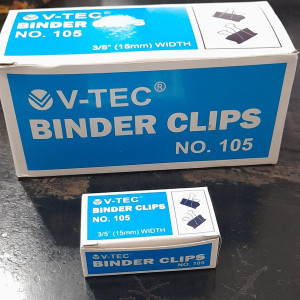 V-TEC®
BINDER CLIPS
NO. 105
3/5" (15mm) WIDTH
V-TEC®
BINDER CLIPS
NO. 105
V-TEC®
BINDER CLIPS
NO. 105
3/5" (15mm) WIDTH
V-TEC®
BINDER CLIPS
NO. 105